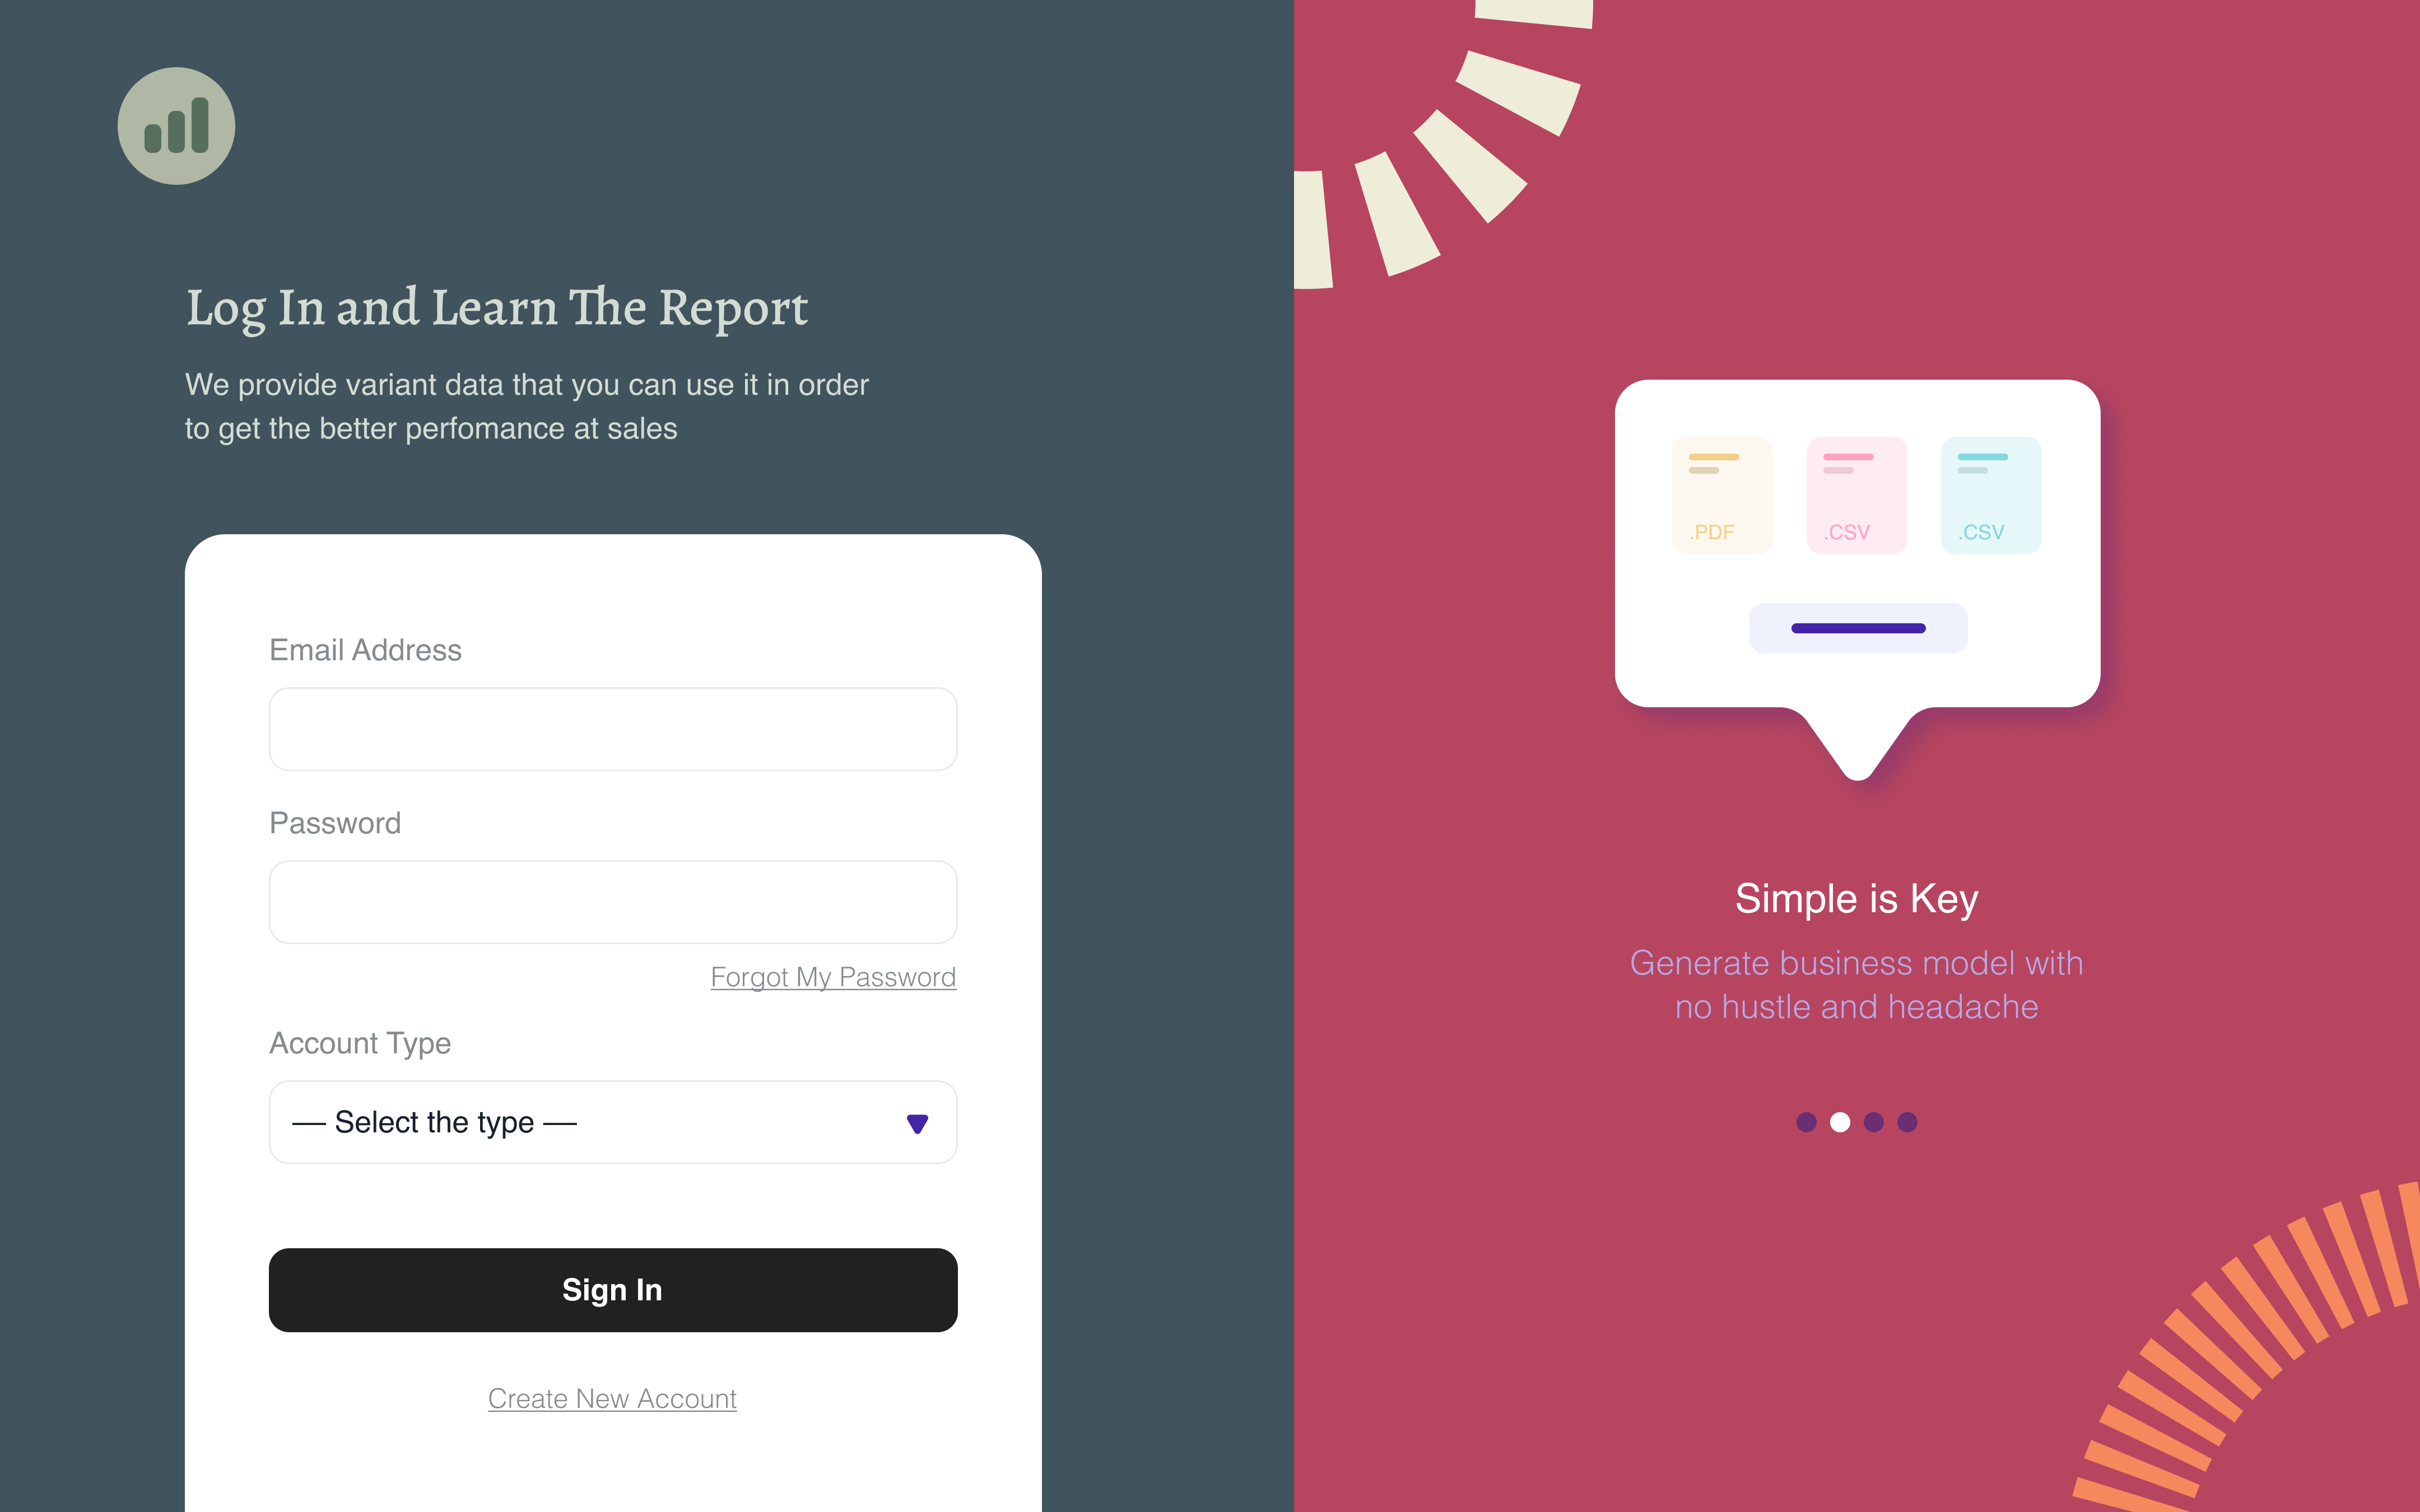 Log In and Learn The Report
We provide variant data that you can use it in order
to get the better perfomance at sales
Email Address
Password
Forgot My Password
Account Type
— Select the type —
Sign In
Create New Account
.PDF
.CSV
.CSV
Simple is Key
Generate business model with
no hustle and headache